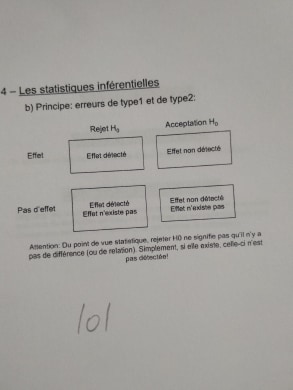 4 – Les statistiques inférentielles
b) Principe: erreurs de type1 et de type2:
Rejet H₀ Acceptation H₀
Effet Effet détecté Effet non détecté
Pas d'effet Effet détecté Effet non détecté
Effet n'existe pas Effet n'existe pas
Attention: Du point de vue statistique, rejeter H0 ne signifie pas qu'il n'y a
pas de différence (ou de relation). Simplement, si elle existe, celle-ci n'est
pas détectée!
lol